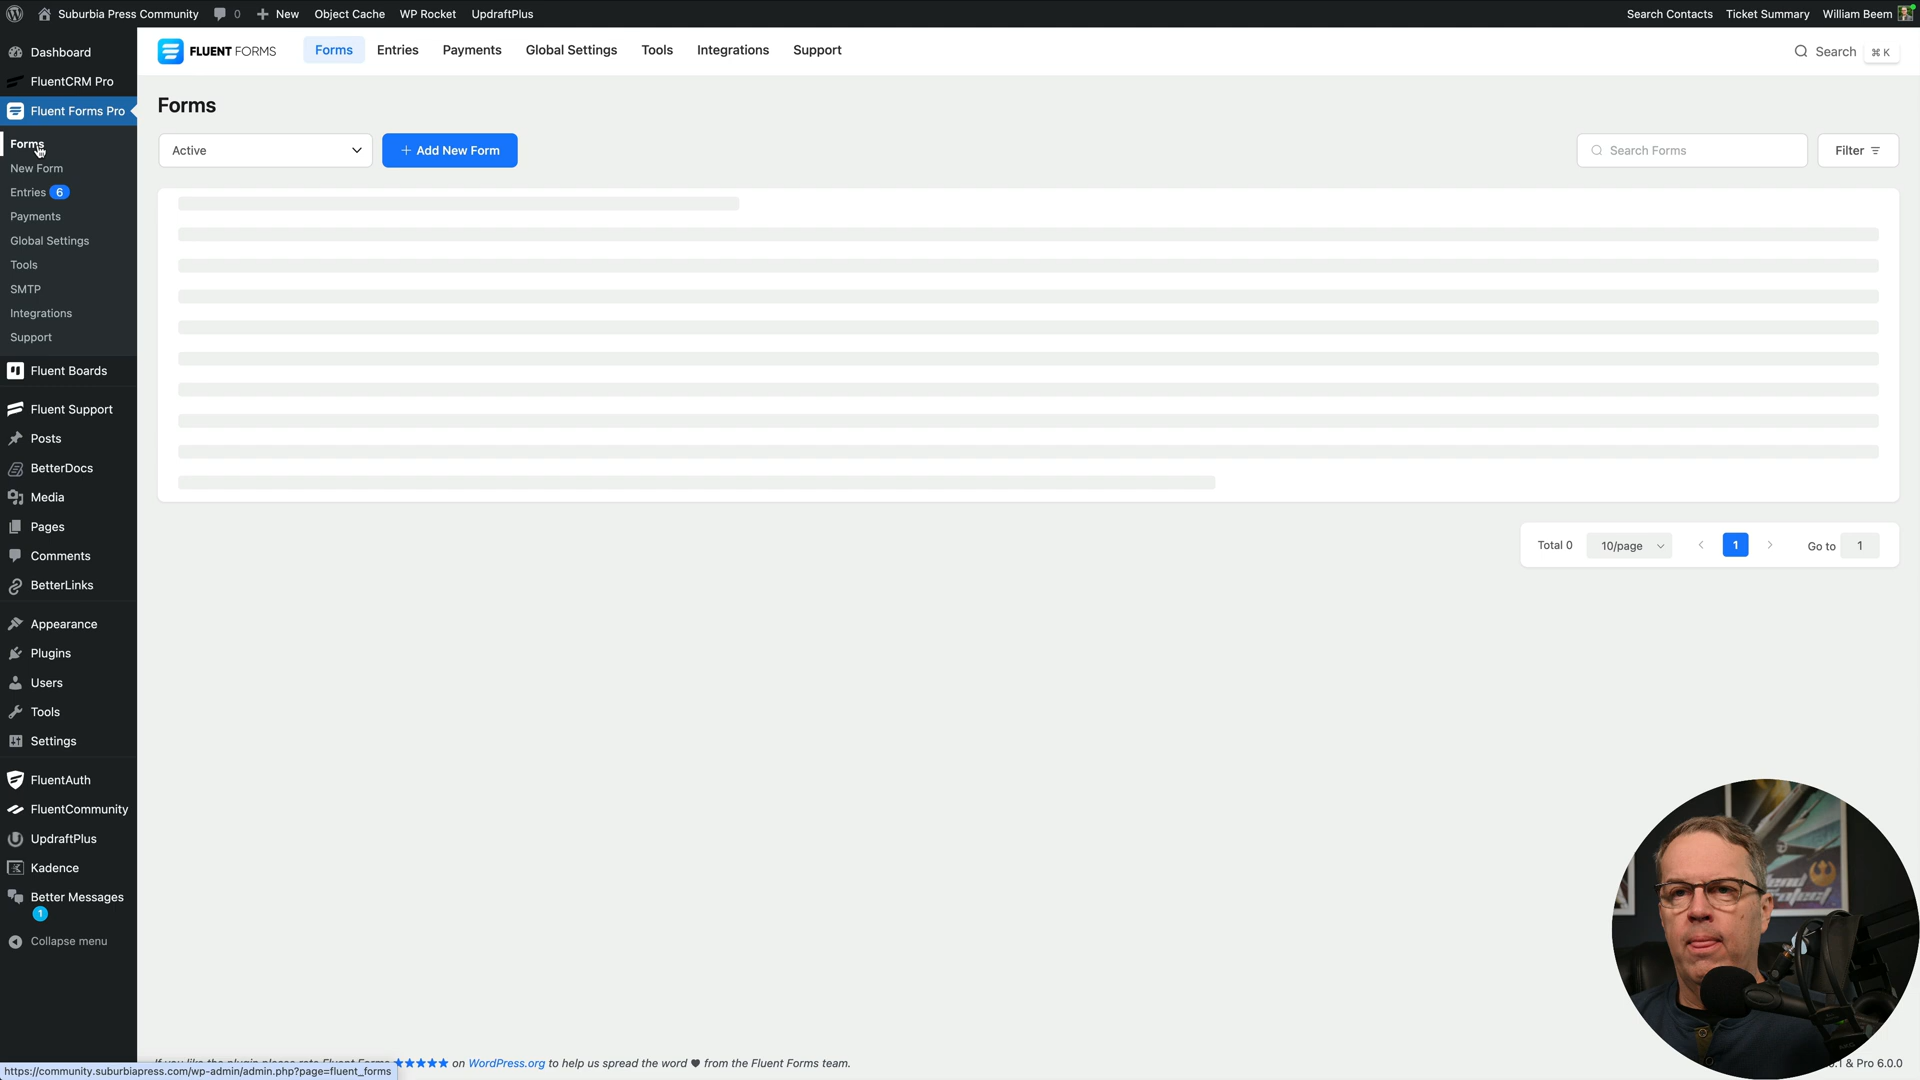 Suburbia Press Community
0
New
Object Cache
WP Rocket
UpdraftPlus
Search Contacts
Ticket Summary
William Beem
Dashboard
FluentCRM Pro
Fluent Forms Pro
Forms
New Form
Entries 6
Payments
Global Settings
Tools
SMTP
Integrations
Support
Fluent Boards
Fluent Support
Posts
BetterDocs
Media
Pages
Comments
BetterLinks
Appearance
Plugins
Users
Tools
Settings
FluentAuth
FluentCommunity
UpdraftPlus
Kadence
Better Messages
1
Collapse menu
FLUENT FORMS
Forms
Entries
Payments
Global Settings
Tools
Integrations
Support
Search ⌘ K
Forms
Active
+ Add New Form
Search Forms
Filter
Total 0
10/page
1
Go to
1
If you like the plugin please rate Fluent Forms ★★★★★ on WordPress.org to help us spread the word ♥ from the Fluent Forms team.
& Pro 6.0.0
https://community.suburbiapress.com/wp-admin/admin.php?page=fluent_forms